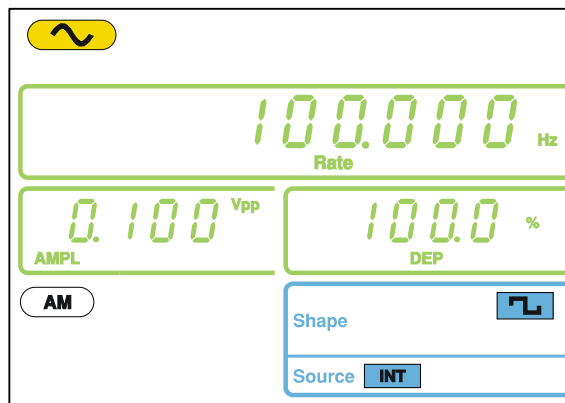 100.000 Hz
Rate
0.100 Vpp
AMPL
100.0 %
DEP
AM
Shape
Source INT